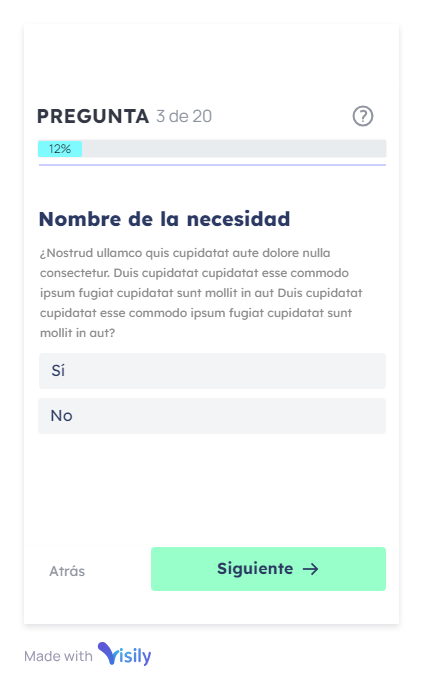 PREGUNTA 3 de 20
12%
Nombre de la necesidad
¿Nostrud ullamco quis cupidatat aute dolore nulla
consectetur. Duis cupidatat cupidatat esse commodo
ipsum fugiat cupidatat sunt mollit in aut Duis cupidatat
cupidatat esse commodo ipsum fugiat cupidatat sunt
mollit in aut?
Sí
No
Atrás
Siguiente →
Made with Visily